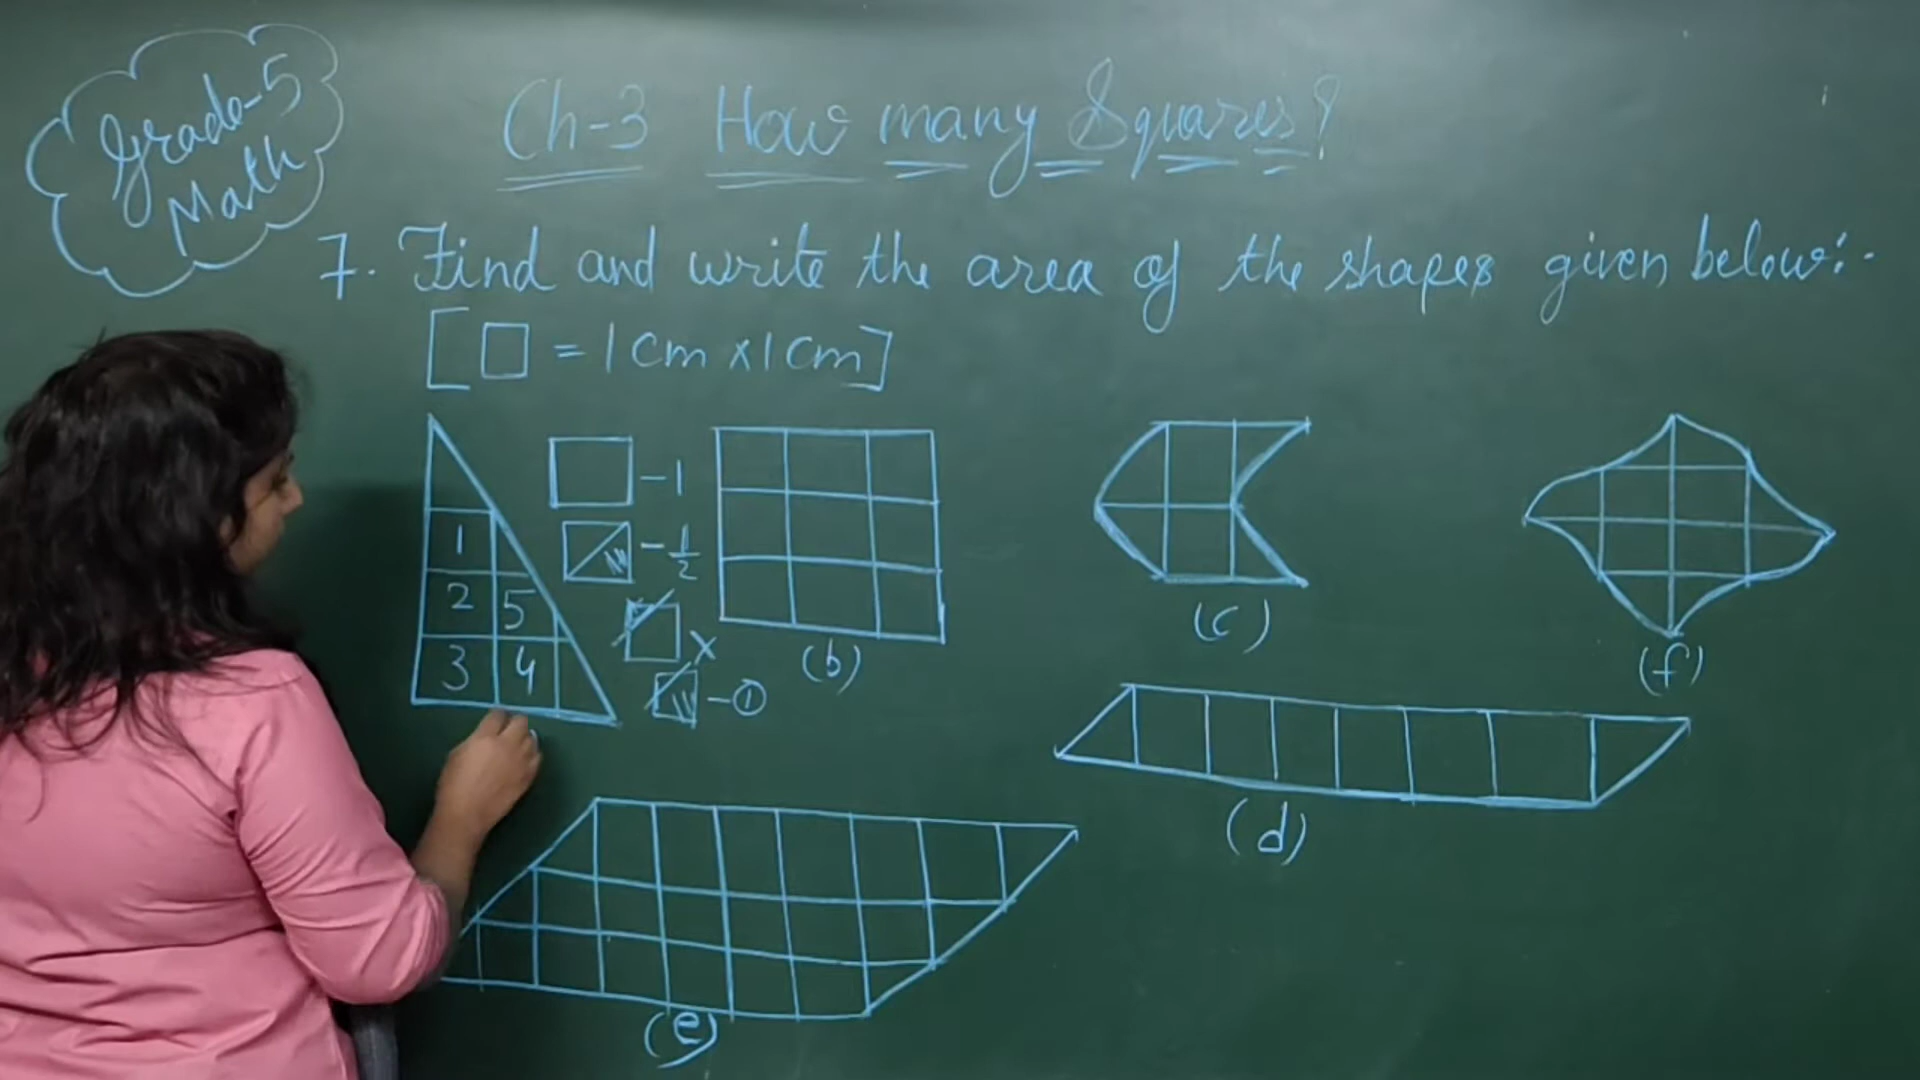 Grade-5
Math
Ch-3 How many Squares?
7. Find and write the area of the shapes given below:-
[□ = 1 cm x 1 cm]
- 1
1
- 1/2
2 5
x
3 4
- ①
(b)
(c)
(f)
(d)
(e)